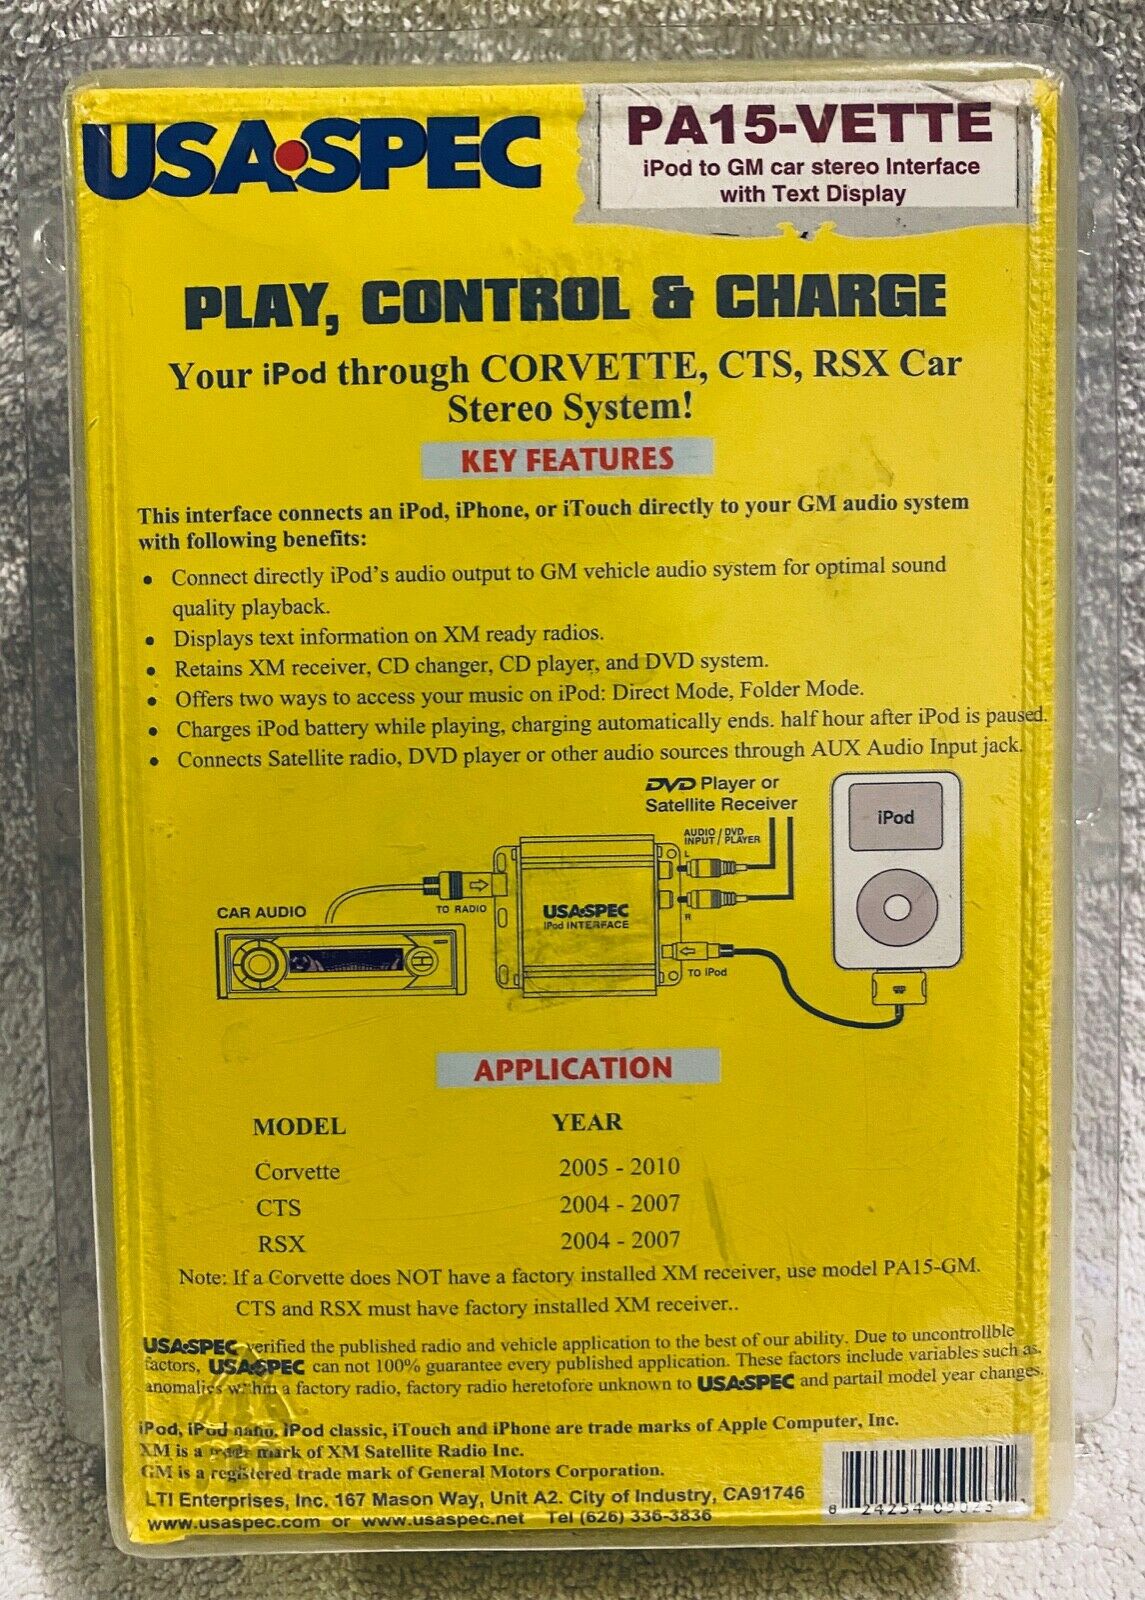 USA•SPEC
PA15-VETTE
iPod to GM car stereo Interface
with Text Display
PLAY, CONTROL & CHARGE
Your iPod through CORVETTE, CTS, RSX Car
Stereo System!
KEY FEATURES
This interface connects an iPod, iPhone, or iTouch directly to your GM audio system
with following benefits:
• Connect directly iPod's audio output to GM vehicle audio system for optimal sound
quality playback.
• Displays text information on XM ready radios.
• Retains XM receiver, CD changer, CD player, and DVD system.
• Offers two ways to access your music on iPod: Direct Mode, Folder Mode.
• Charges iPod battery while playing, charging automatically ends. half hour after iPod is paused.
• Connects Satellite radio, DVD player or other audio sources through AUX Audio Input jack.
DVD Player or
Satellite Receiver
iPod
AUDIO / DVD
INPUT / PLAYER
L
TO RADIO
CAR AUDIO
USA•SPEC
iPod INTERFACE
R
TO iPod
APPLICATION
MODEL YEAR
Corvette 2005 - 2010
CTS 2004 - 2007
RSX 2004 - 2007
Note: If a Corvette does NOT have a factory installed XM receiver, use model PA15-GM.
CTS and RSX must have factory installed XM receiver..
USA•SPEC verified the published radio and vehicle application to the best of our ability. Due to uncontrollble
factors, USA•SPEC can not 100% guarantee every published application. These factors include variables such as,
anomalies within a factory radio, factory radio heretofore unknown to USA•SPEC and partail model year changes.
iPod, iPod nano, iPod classic, iTouch and iPhone are trade marks of Apple Computer, Inc.
XM is a trade mark of XM Satellite Radio Inc.
GM is a registered trade mark of General Motors Corporation.
LTI Enterprises, Inc. 167 Mason Way, Unit A2. City of Industry, CA91746
www.usaspec.com or www.usaspec.net Tel (626) 336-3836
8 24254